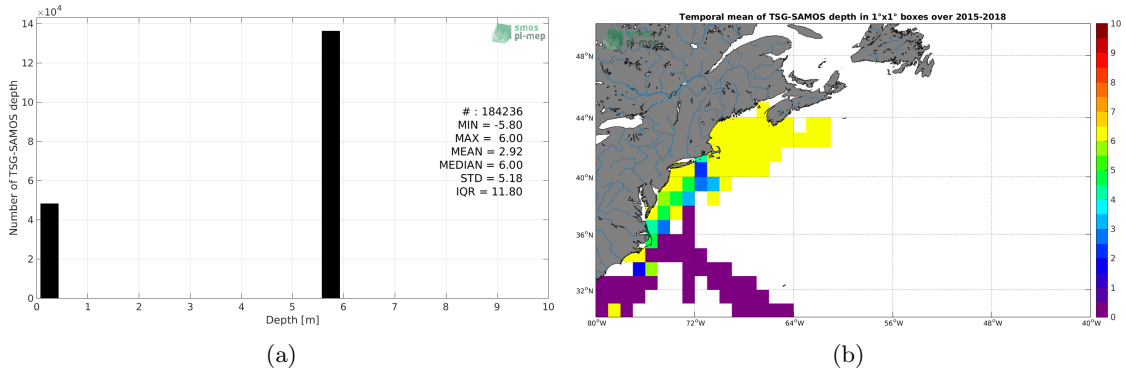 ×10⁴
14
12
10
8
6
4
2
0
Number of TSG-SAMOS depth
smos
pi-mep
# : 184236
MIN = -5.80
MAX = 6.00
MEAN = 2.92
MEDIAN = 6.00
STD = 5.18
IQR = 11.80
0 1 2 3 4 5 6 7 8 9 10
Depth [m]
(a)
Temporal mean of TSG-SAMOS depth in 1°x1° boxes over 2015-2018
smos
pi-mep
48°N
44°N
40°N
36°N
32°N
80°W 72°W 64°W 56°W 48°W 40°W
10
9
8
7
6
5
4
3
2
1
0
(b)